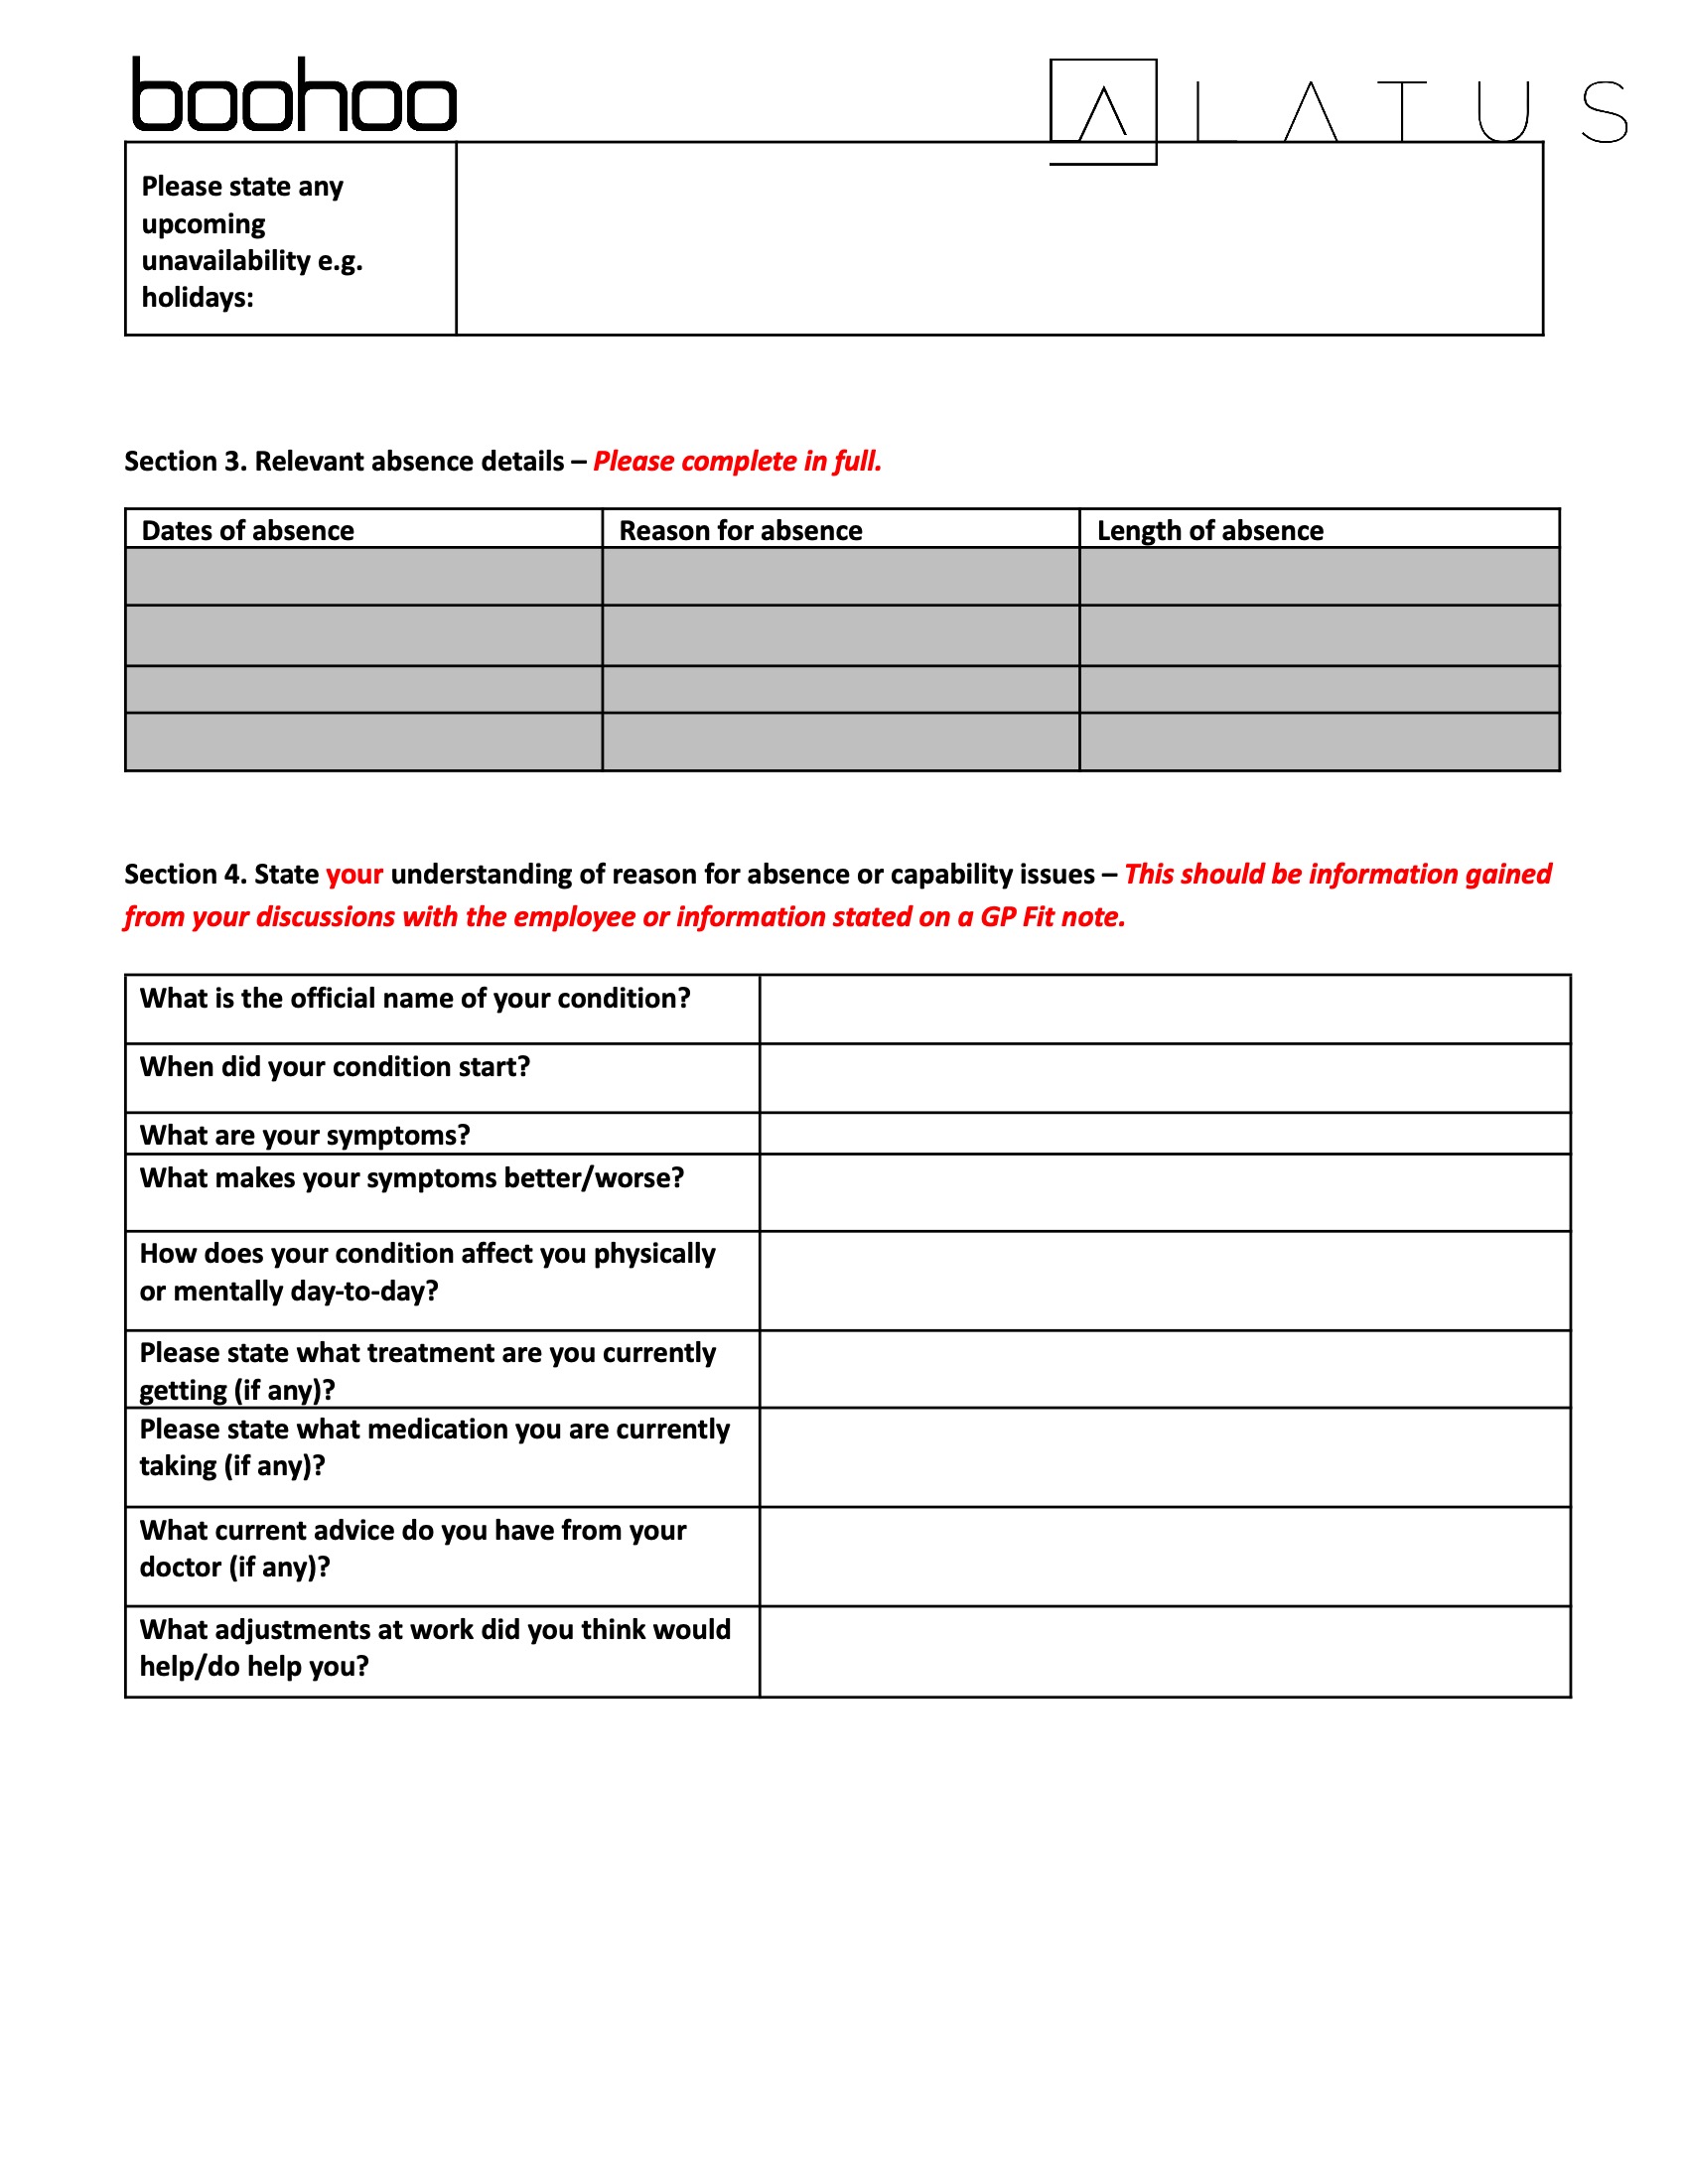 boohoo
ALATUS
Please state any
upcoming
unavailability e.g.
holidays:
Section 3. Relevant absence details – Please complete in full.
Dates of absence Reason for absence Length of absence
Section 4. State your understanding of reason for absence or capability issues – This should be information gained
from your discussions with the employee or information stated on a GP Fit note.
What is the official name of your condition?
When did your condition start?
What are your symptoms?
What makes your symptoms better/worse?
How does your condition affect you physically
or mentally day-to-day?
Please state what treatment are you currently
getting (if any)?
Please state what medication you are currently
taking (if any)?
What current advice do you have from your
doctor (if any)?
What adjustments at work did you think would
help/do help you?